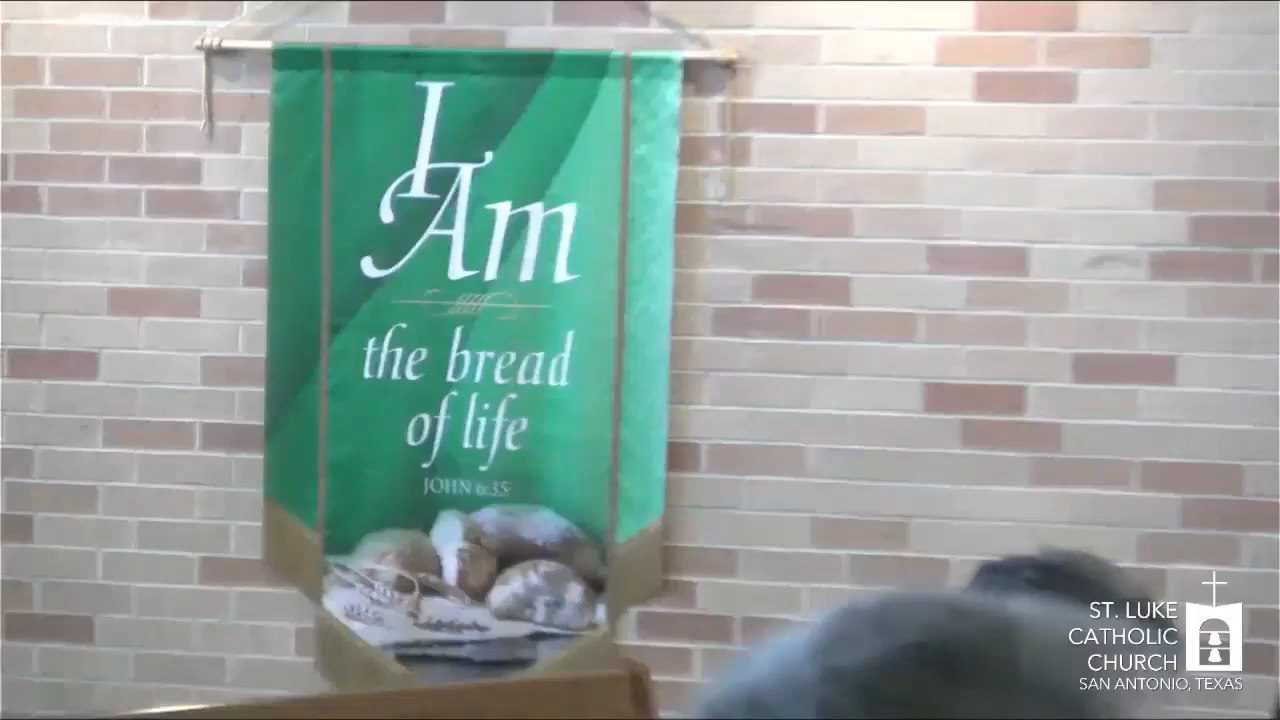 I
Am
the bread
of life
JOHN 6:35
ST. LUKE
CATHOLIC
CHURCH
SAN ANTONIO, TEXAS